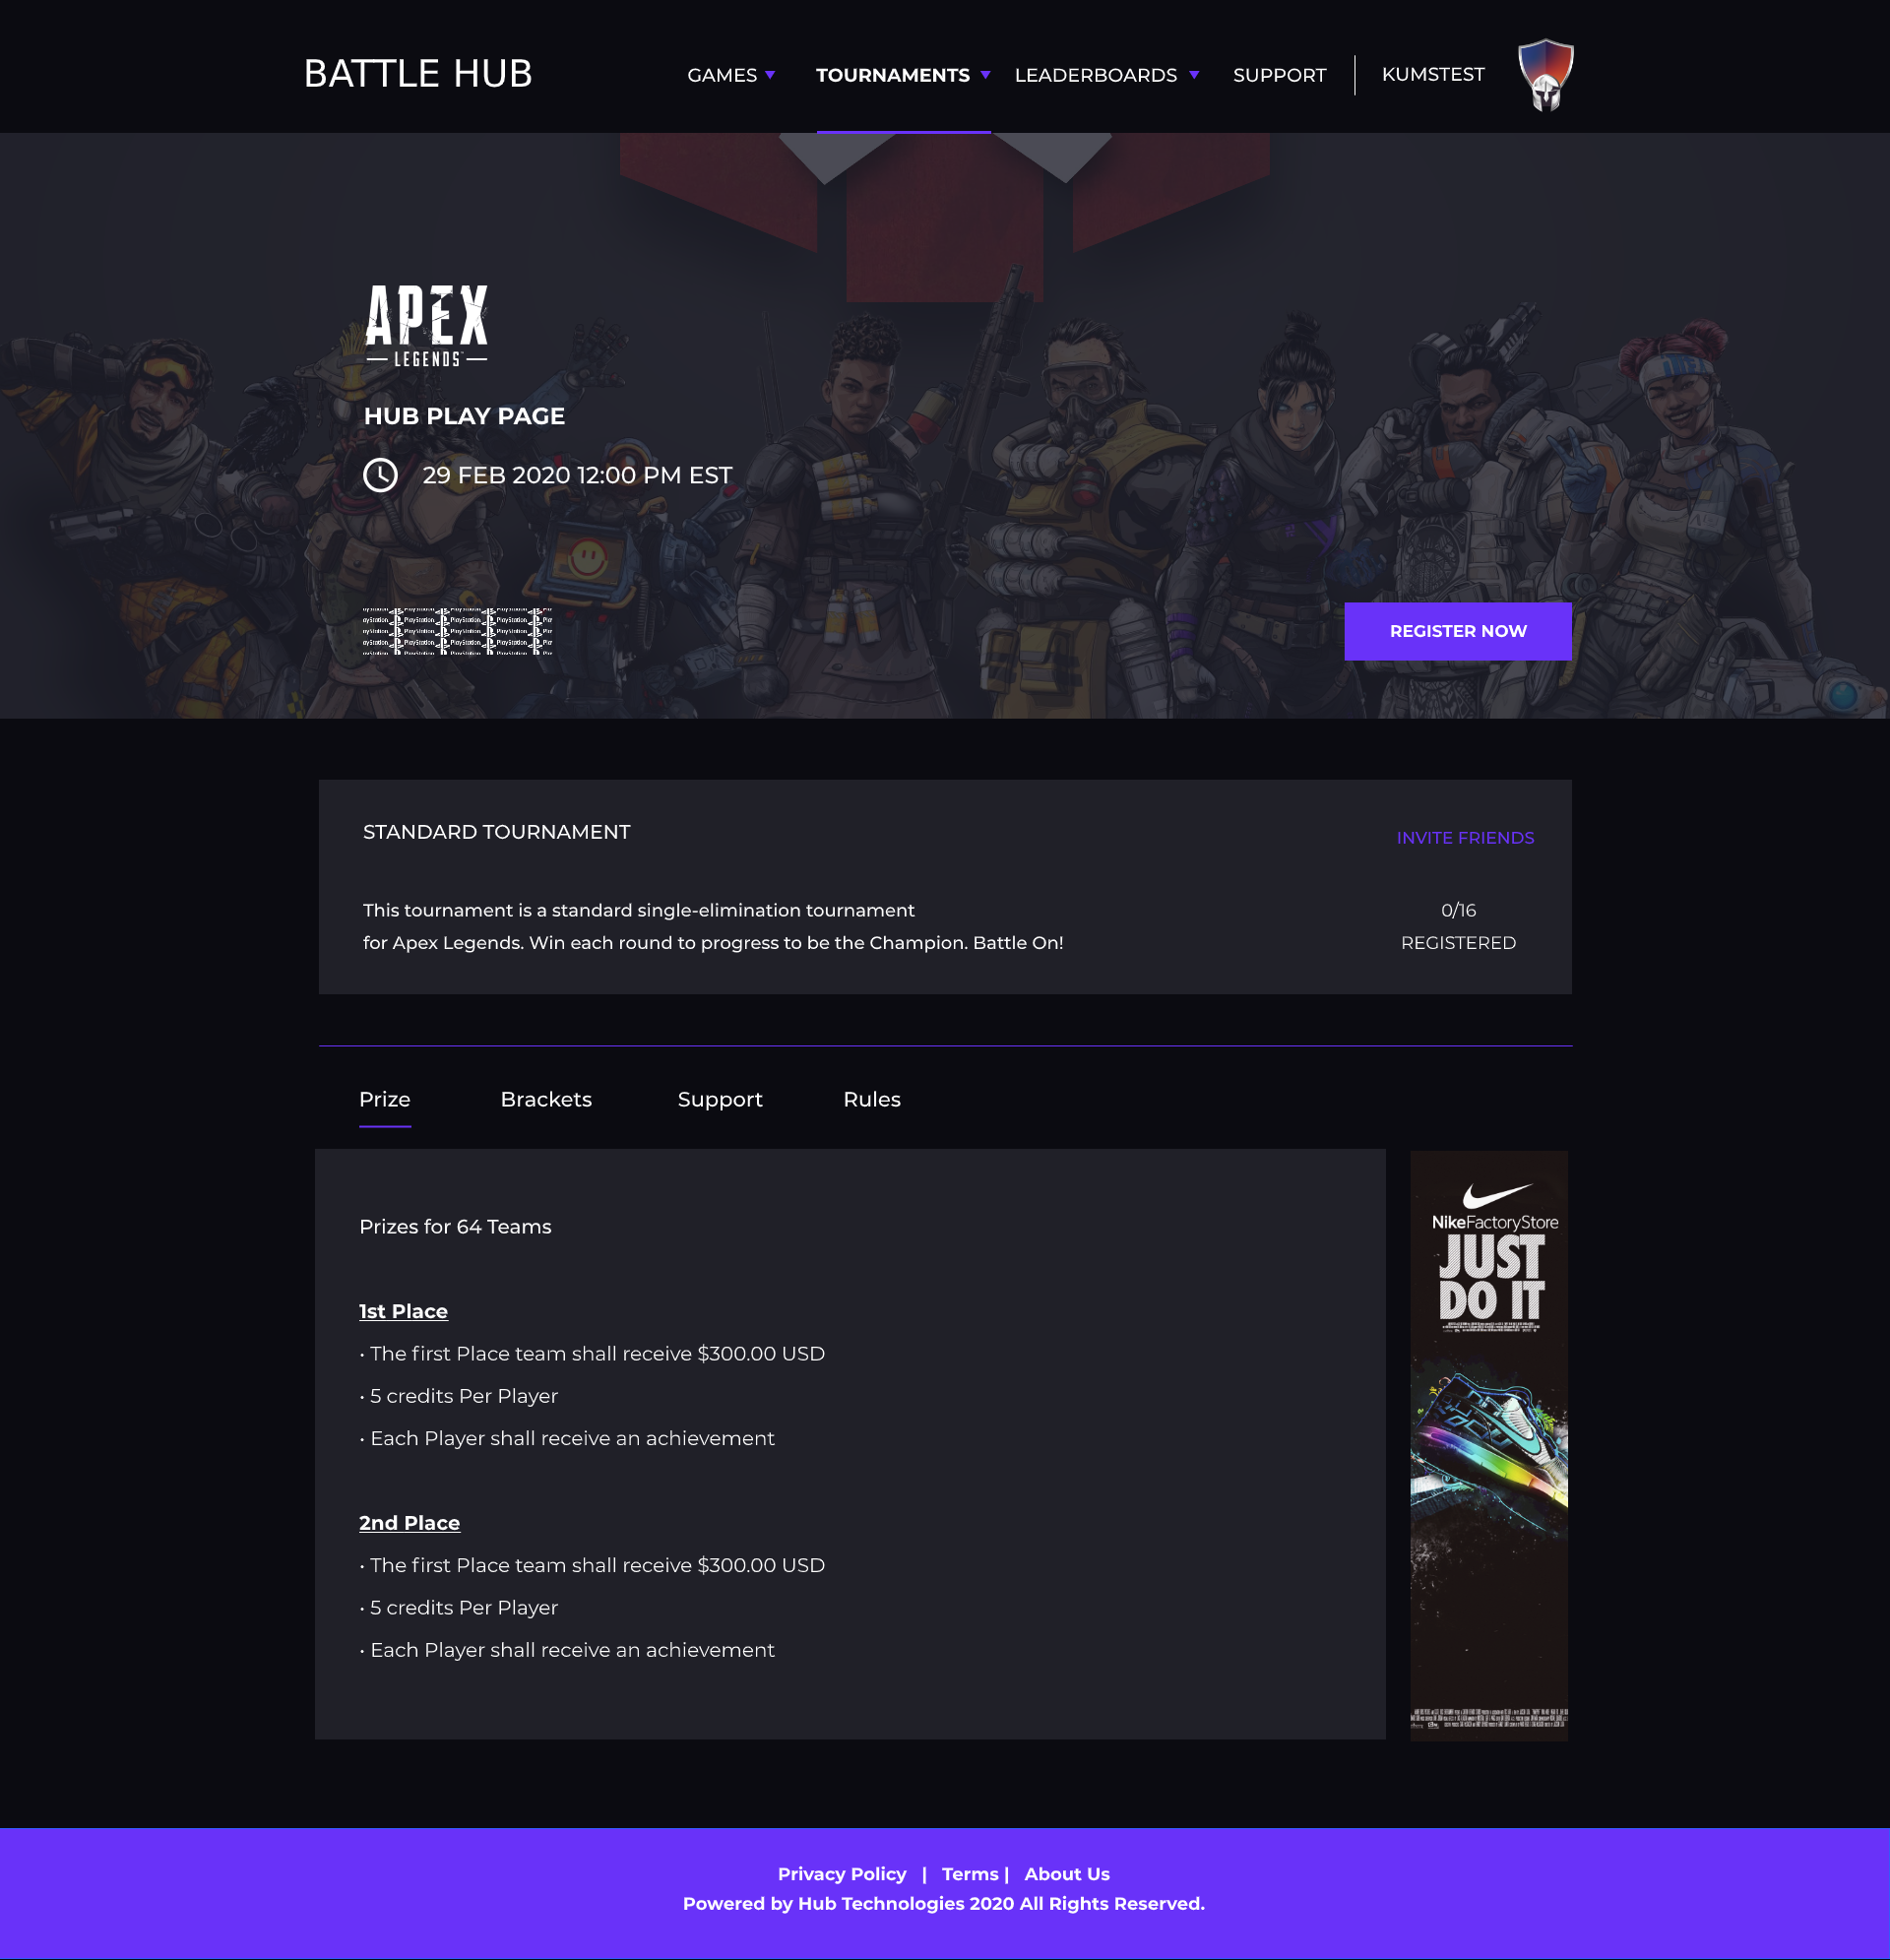 BATTLE HUB
GAMES
TOURNAMENTS
LEADERBOARDS
SUPPORT
KUMSTEST
APEX
LEGENDS
HUB PLAY PAGE
29 FEB 2020 12:00 PM EST
PlayStation PlayStation PlayStation
REGISTER NOW
STANDARD TOURNAMENT
INVITE FRIENDS
This tournament is a standard single-elimination tournament
for Apex Legends. Win each round to progress to be the Champion. Battle On!
0/16
REGISTERED
Prize
Brackets
Support
Rules
Prizes for 64 Teams
1st Place
• The first Place team shall receive $300.00 USD
• 5 credits Per Player
• Each Player shall receive an achievement
2nd Place
• The first Place team shall receive $300.00 USD
• 5 credits Per Player
• Each Player shall receive an achievement
NikeFactoryStore
JUST
DO IT
Privacy Policy | Terms | About Us
Powered by Hub Technologies 2020 All Rights Reserved.